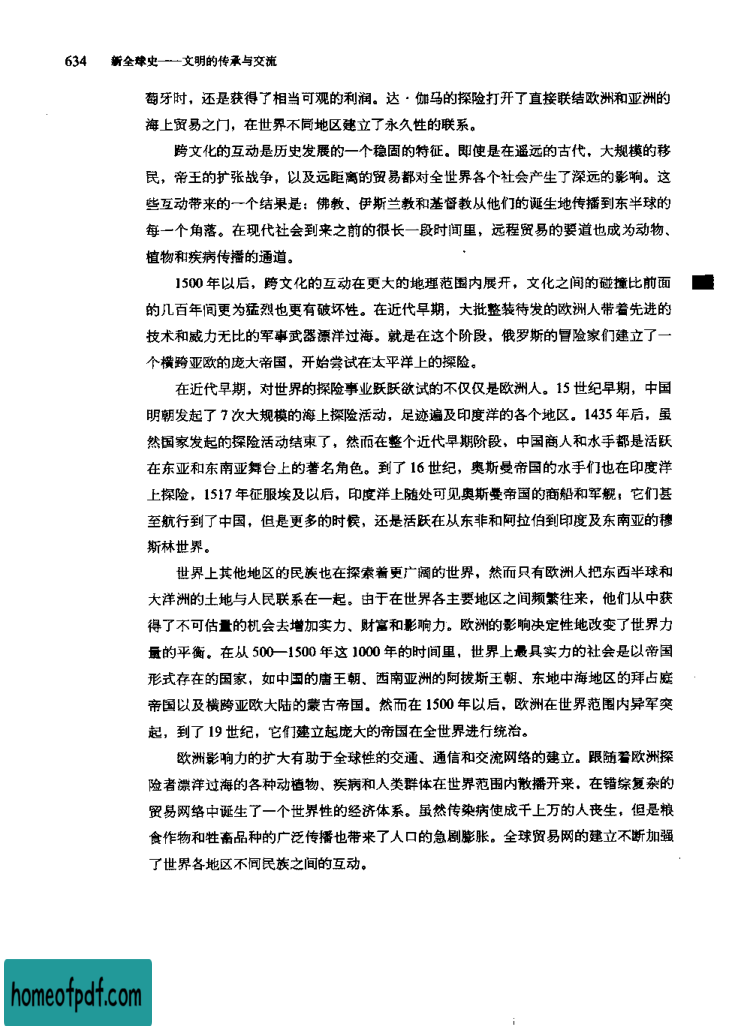 634 新全球史——文明的传承与交流
萄牙时，还是获得了相当可观的利润。达·伽马的探险打开了直接联结欧洲和亚洲的
海上贸易之门，在世界不同地区建立了永久性的联系。
跨文化的互动是历史发展的一个稳固的特征。即使是在遥远的古代，大规模的移
民，帝王的扩张战争，以及远距离的贸易都对全世界各个社会产生了深远的影响。这
些互动带来的一个结果是：佛教、伊斯兰教和基督教从他们的诞生地传播到东半球的
每一个角落。在现代社会到来之前的很长一段时间里，远程贸易的要道也成为动物、
植物和疾病传播的通道。
1500 年以后，跨文化的互动在更大的地理范围内展开，文化之间的碰撞比前面
的几百年间更为猛烈也更有破坏性。在近代早期，大批整装待发的欧洲人带着先进的
技术和威力无比的军事武器漂洋过海。就是在这个阶段，俄罗斯的冒险家们建立了一
个横跨亚欧的庞大帝国，开始尝试在太平洋上的探险。
在近代早期，对世界的探险事业跃跃欲试的不仅仅是欧洲人。15 世纪早期，中国
明朝发起了 7 次大规模的海上探险活动，足迹遍及印度洋的各个地区。1435 年后，虽
然国家发起的探险活动结束了，然而在整个近代早期阶段，中国商人和水手都是活跃
在东亚和东南亚舞台上的著名角色。到了 16 世纪，奥斯曼帝国的水手们也在印度洋
上探险，1517 年征服埃及以后，印度洋上随处可见奥斯曼帝国的商船和军舰；它们甚
至航行到了中国，但是更多的时候，还是活跃在从东非和阿拉伯到印度及东南亚的穆
斯林世界。
世界上其他地区的民族也在探索着更广阔的世界，然而只有欧洲人把东西半球和
大洋洲的土地与人民联系在一起。由于在世界各主要地区之间频繁往来，他们从中获
得了不可估量的机会去增加实力、财富和影响力。欧洲的影响决定性地改变了世界力
量的平衡。在从 500—1500 年这 1000 年的时间里，世界上最具实力的社会是以帝国
形式存在的国家，如中国的唐王朝、西南亚洲的阿拔斯王朝、东地中海地区的拜占庭
帝国以及横跨亚欧大陆的蒙古帝国。然而在 1500 年以后，欧洲在世界范围内异军突
起，到了 19 世纪，它们建立起庞大的帝国在全世界进行统治。
欧洲影响力的扩大有助于全球性的交通、通信和交流网络的建立。跟随着欧洲探
险者漂洋过海的各种动植物、疾病和人类群体在世界范围内散播开来，在错综复杂的
贸易网络中诞生了一个世界性的经济体系。虽然传染病使成千上万的人丧生，但是粮
食作物和牲畜品种的广泛传播也带来了人口的急剧膨胀。全球贸易网的建立不断加强
了世界各地区不同民族之间的互动。
homeofpdf.com